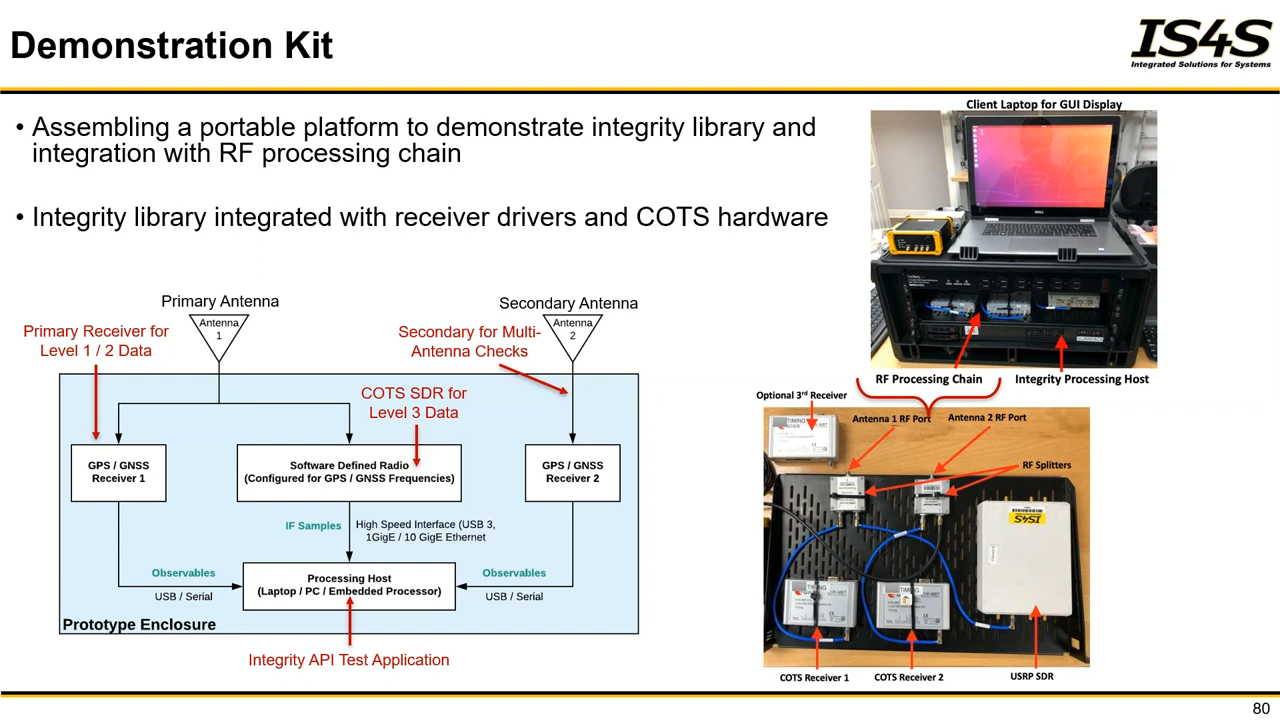 Demonstration Kit
IS4S
Integrated Solutions for Systems
• Assembling a portable platform to demonstrate integrity library and
integration with RF processing chain
• Integrity library integrated with receiver drivers and COTS hardware
Primary Antenna
Secondary Antenna
Antenna
1
Antenna
2
Primary Receiver for
Level 1 / 2 Data
Secondary for Multi-
Antenna Checks
COTS SDR for
Level 3 Data
GPS / GNSS
Receiver 1
Software Defined Radio
(Configured for GPS / GNSS Frequencies)
GPS / GNSS
Receiver 2
IF Samples
High Speed Interface (USB 3,
1GigE / 10 GigE Ethernet
Observables
USB / Serial
Processing Host
(Laptop / PC / Embedded Processor)
Observables
USB / Serial
Prototype Enclosure
Integrity API Test Application
Client Laptop for GUI Display
DELL
RF Processing Chain
Integrity Processing Host
Optional 3rd Receiver
Antenna 1 RF Port
Antenna 2 RF Port
RF Splitters
TIMING
IS4S
TIMING
TIMING
COTS Receiver 1
COTS Receiver 2
USRP SDR
80